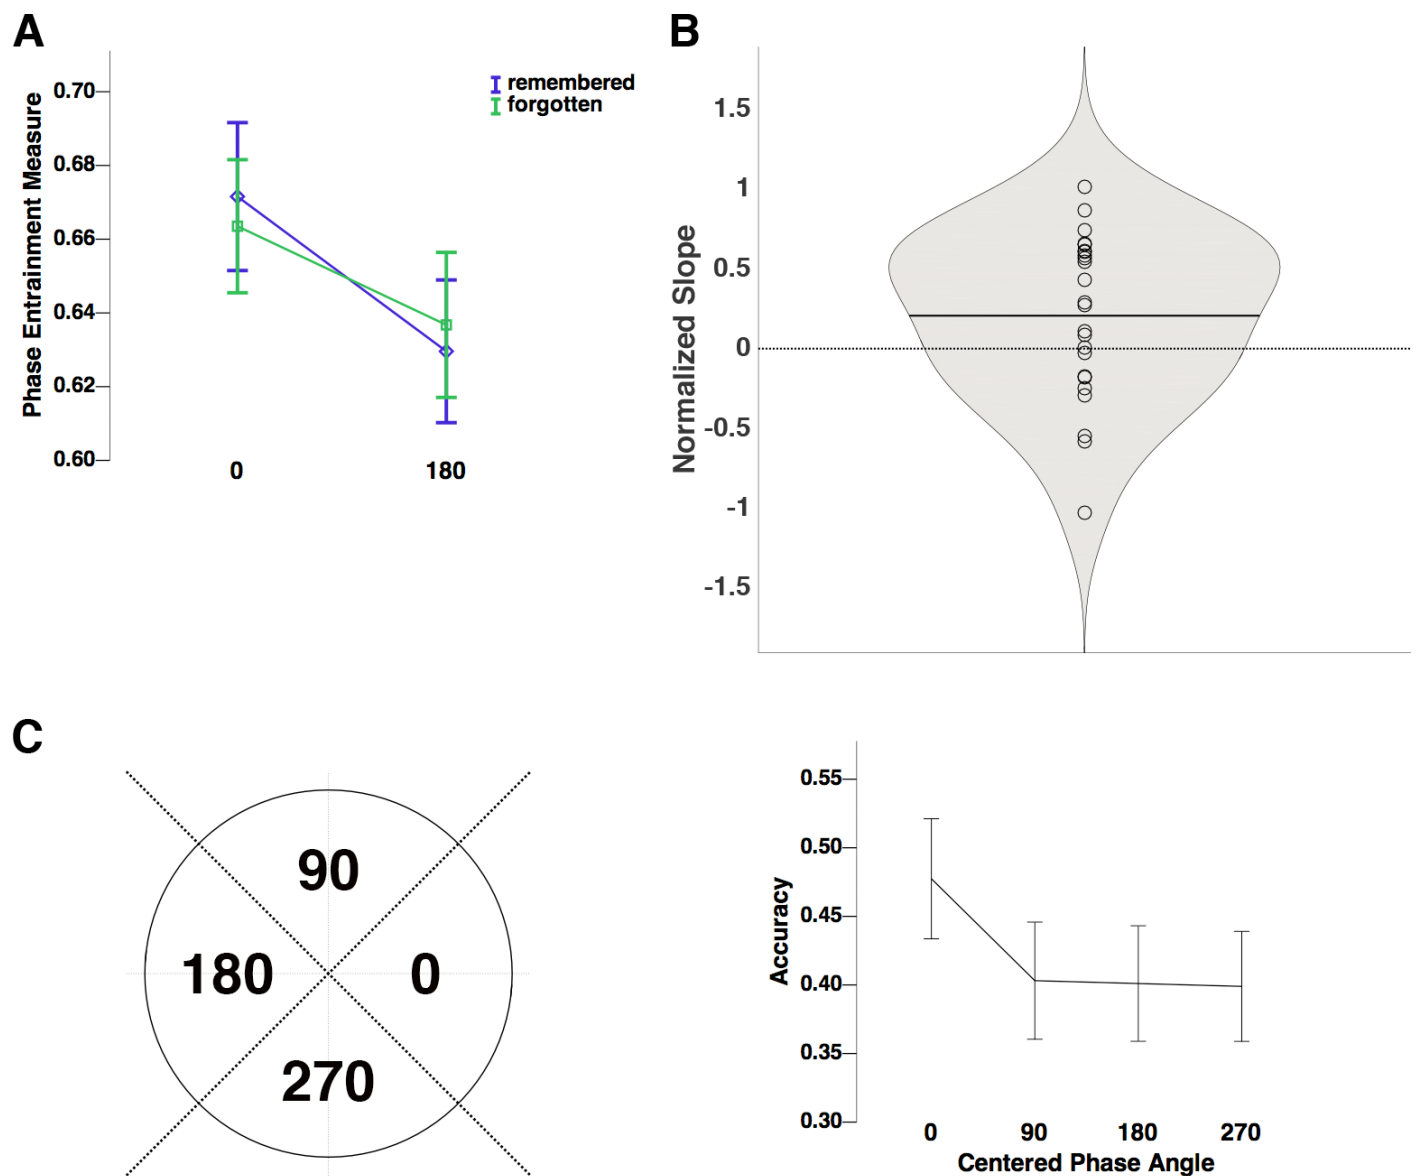 A
Phase Entrainment Measure
0.70
0.68
0.66
0.64
0.62
0.60
0 180
remembered
forgotten
B
Normalized Slope
1.5
1
0.5
0
-0.5
-1
-1.5
C
90
180 0
270
Accuracy
0.55
0.50
0.45
0.40
0.35
0.30
0 90 180 270
Centered Phase Angle